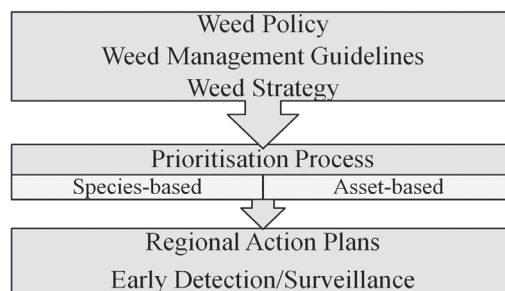 Weed Policy
Weed Management Guidelines
Weed Strategy
Prioritisation Process
Species-based Asset-based
Regional Action Plans
Early Detection/Surveillance